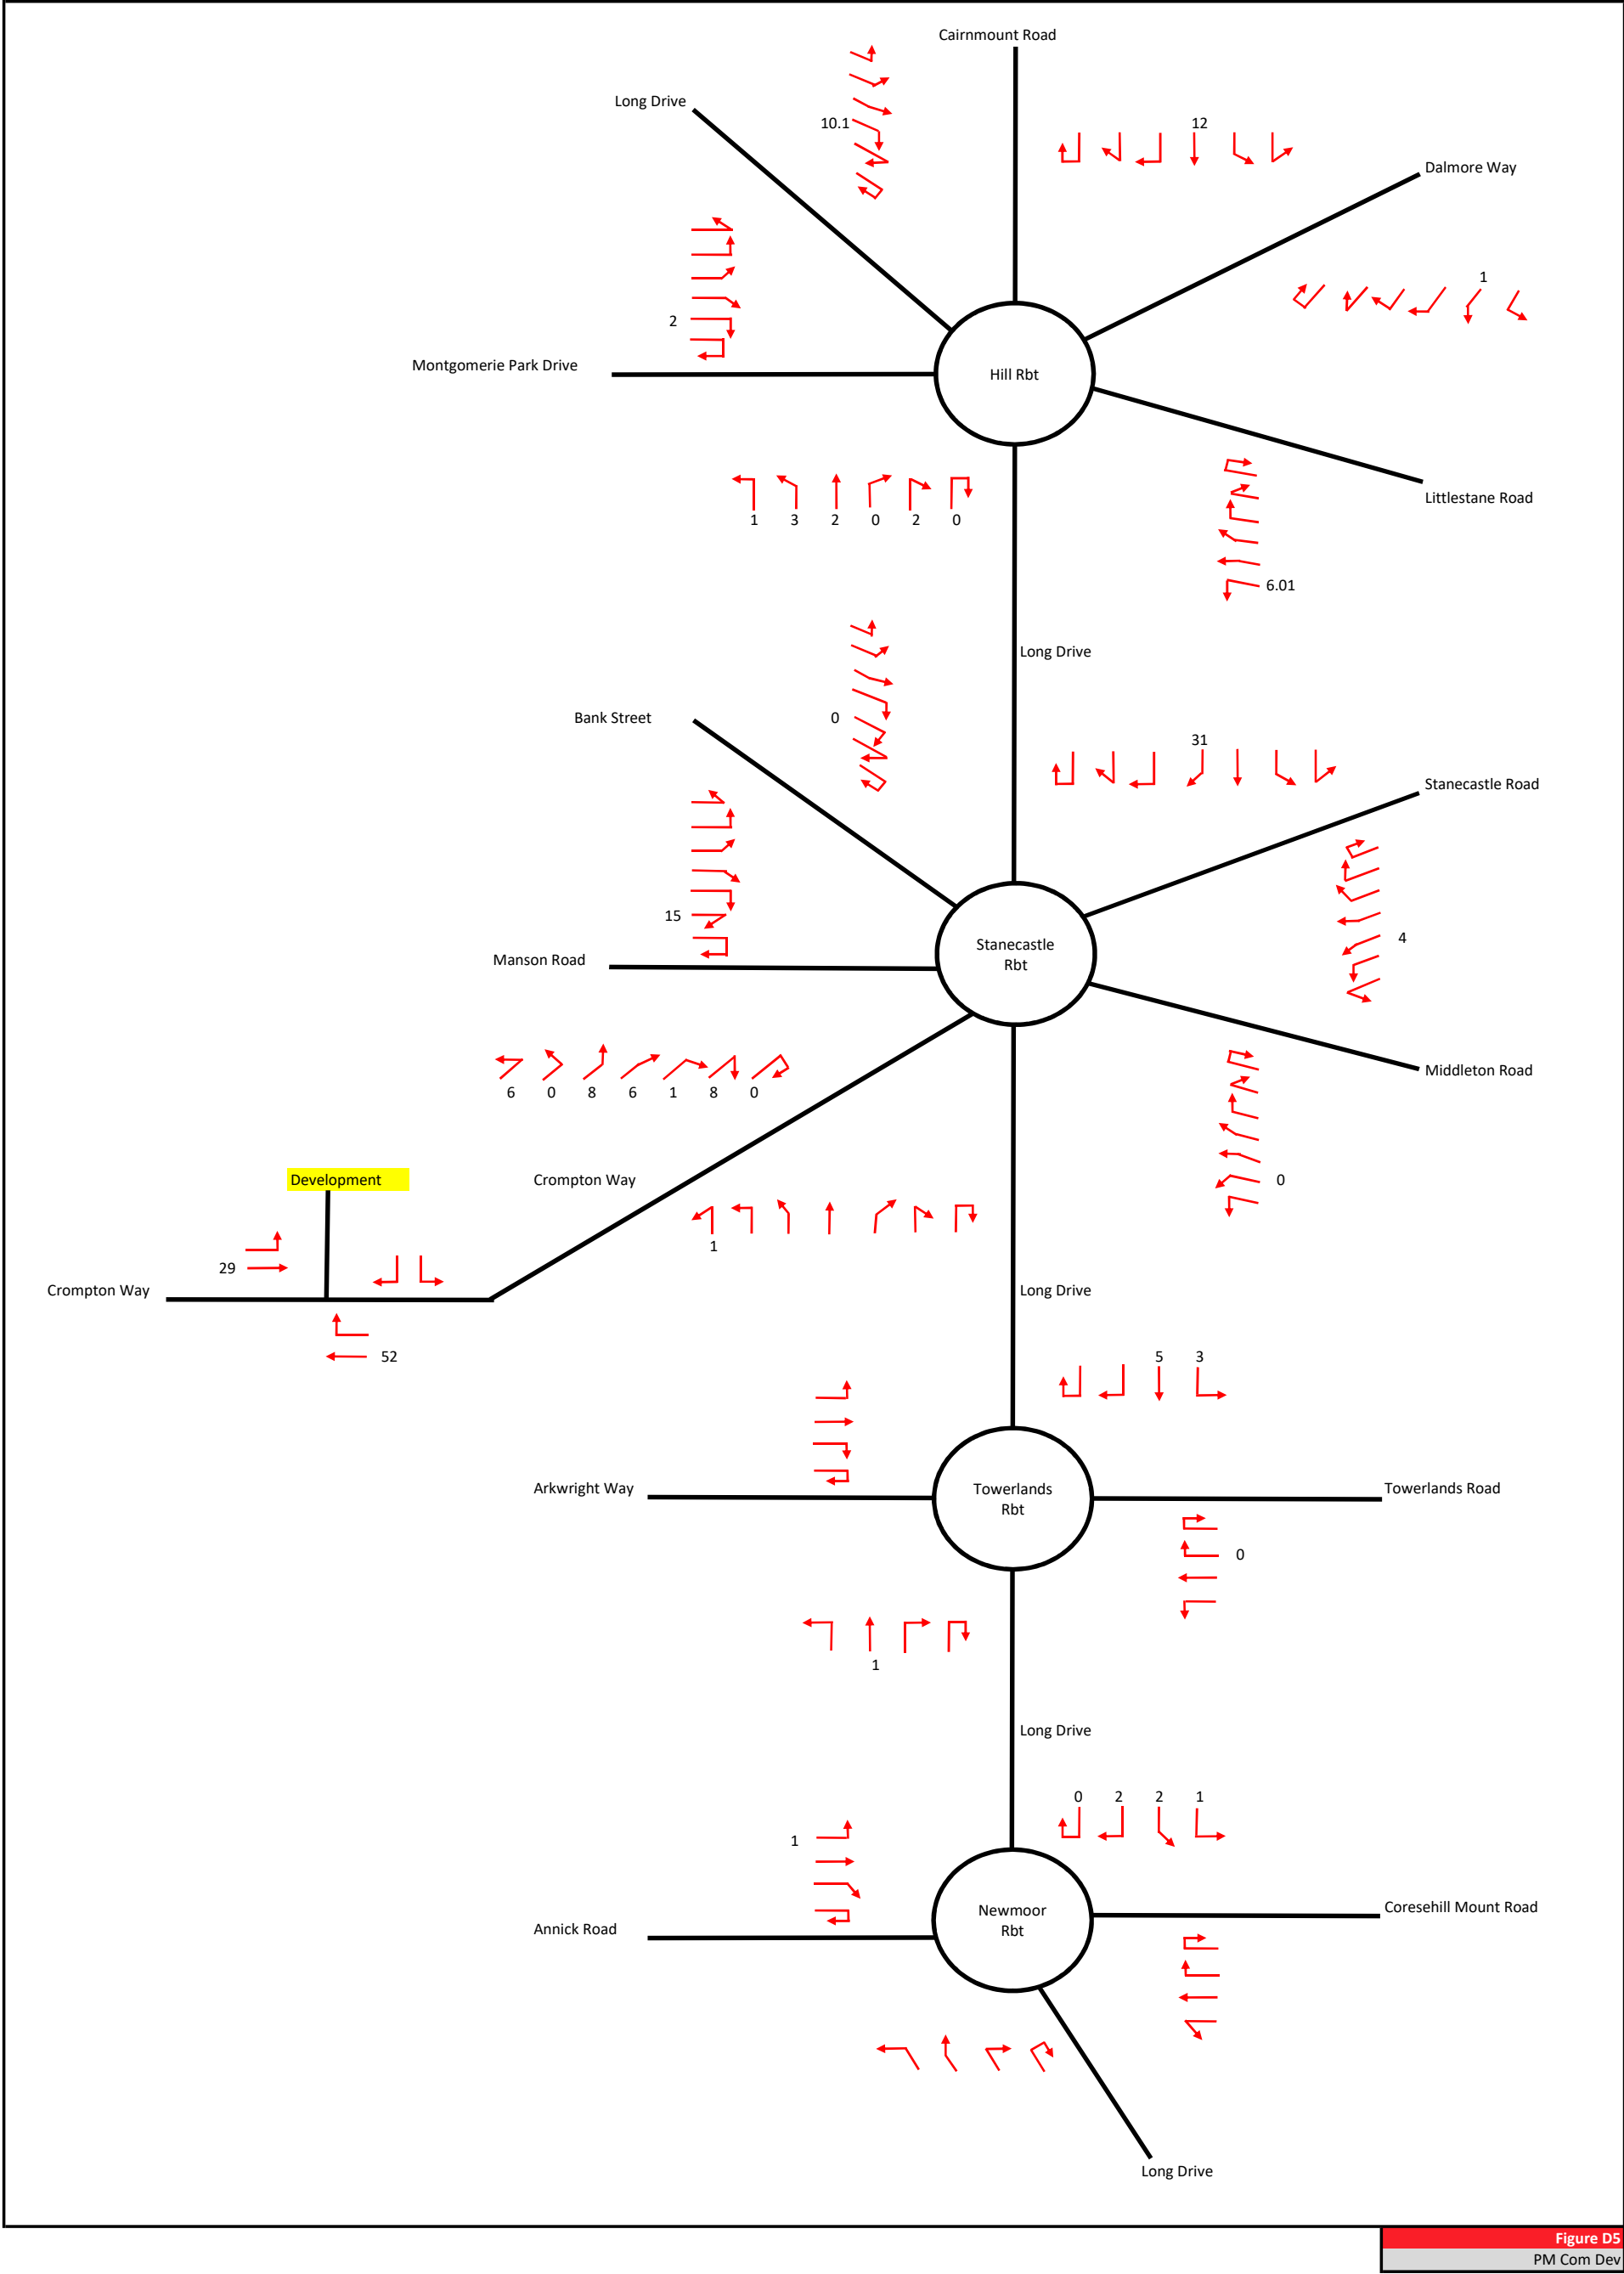 Cairnmount Road
Long Drive
10.1
12
Dalmore Way
1
2
Montgomerie Park Drive
Hill Rbt
Littlestane Road
1 3 2 0 2 0
6.01
Long Drive
Bank Street
0
31
Stanecastle Road
15
4
Manson Road
Stanecastle
Rbt
Middleton Road
6 0 8 6 1 8 0
0
Development
Crompton Way
1
29
Crompton Way
Long Drive
52
5 3
Arkwright Way
Towerlands
Rbt
Towerlands Road
0
1
Long Drive
0 2 2 1
1
Coresehill Mount Road
Newmoor
Rbt
Annick Road
Long Drive
Figure D5
PM Com Dev